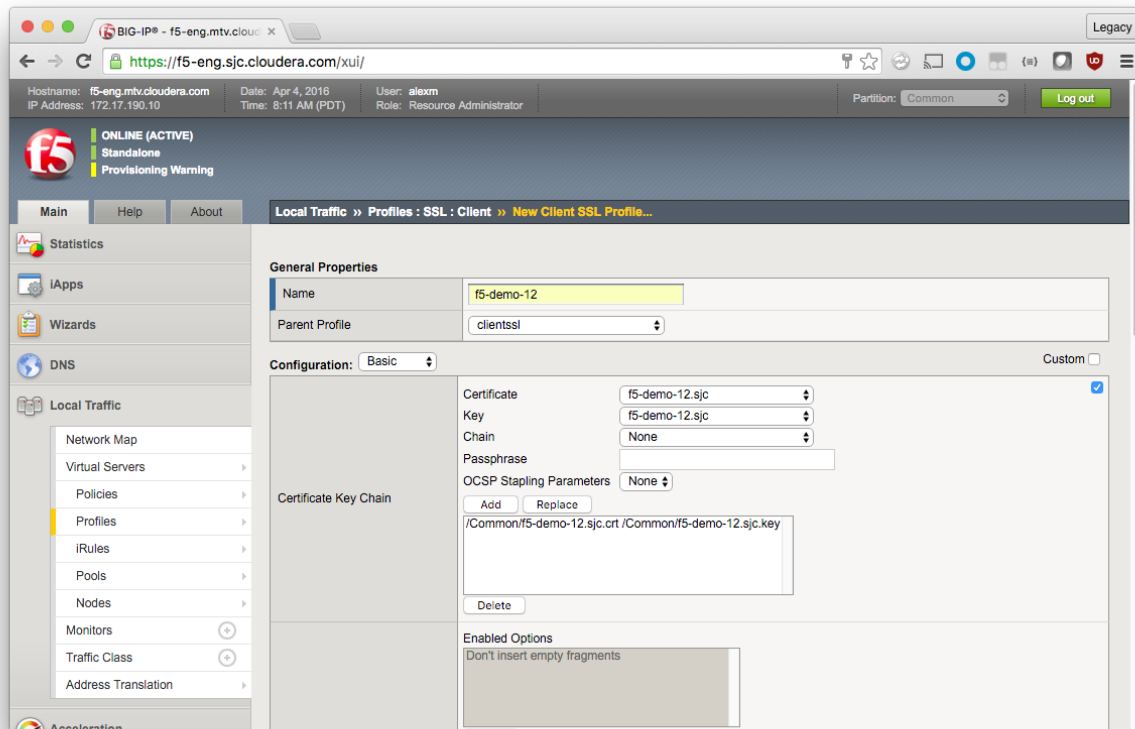 BIG-IP® - f5-eng.mtv.cloud ×
Legacy
https://f5-eng.sjc.cloudera.com/xui/
Hostname: f5-eng.mtv.cloudera.com
IP Address: 172.17.190.10
Date: Apr 4, 2016
Time: 8:11 AM (PDT)
User: alexm
Role: Resource Administrator
Partition: Common
Log out
f5
ONLINE (ACTIVE)
Standalone
Provisioning Warning
Main
Help
About
Local Traffic » Profiles : SSL : Client » New Client SSL Profile...
Statistics
iApps
Wizards
DNS
Local Traffic
Network Map
Virtual Servers
Policies
Profiles
iRules
Pools
Nodes
Monitors
Traffic Class
Address Translation
Acceleration
General Properties
Name
f5-demo-12
Parent Profile
clientssl
Configuration: Basic
Custom
Certificate Key Chain
Certificate f5-demo-12.sjc
Key f5-demo-12.sjc
Chain None
Passphrase
OCSP Stapling Parameters None
Add Replace
/Common/f5-demo-12.sjc.crt /Common/f5-demo-12.sjc.key
Delete
Enabled Options
Don't insert empty fragments